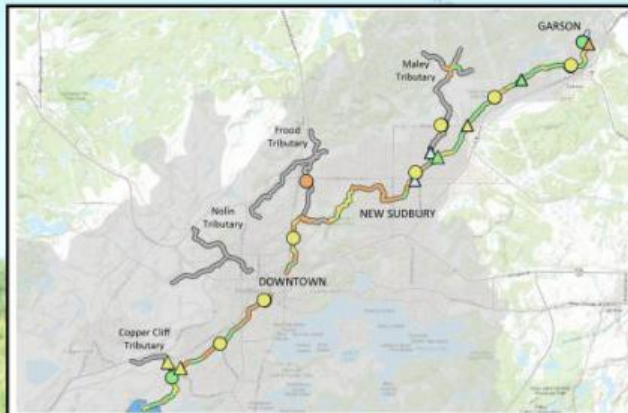 GARSON
Maley
Tributary
Frood
Tributary
NEW SUDBURY
Nolin
Tributary
DOWNTOWN
Copper Cliff
Tributary